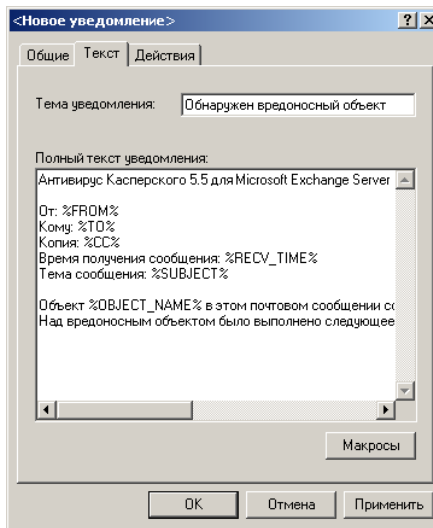 <Новое уведомление>
Общие Текст Действия
Тема уведомления: Обнаружен вредоносный объект
Полный текст уведомления:
Антивирус Касперского 5.5 для Microsoft Exchange Server
От: %FROM%
Кому: %TO%
Копия: %CC%
Время получения сообщения: %RECV_TIME%
Тема сообщения: %SUBJECT%
Объект %OBJECT_NAME% в этом почтовом сообщении
Над вредоносным объектом было выполнено следующее
Макросы
OK Отмена Применить